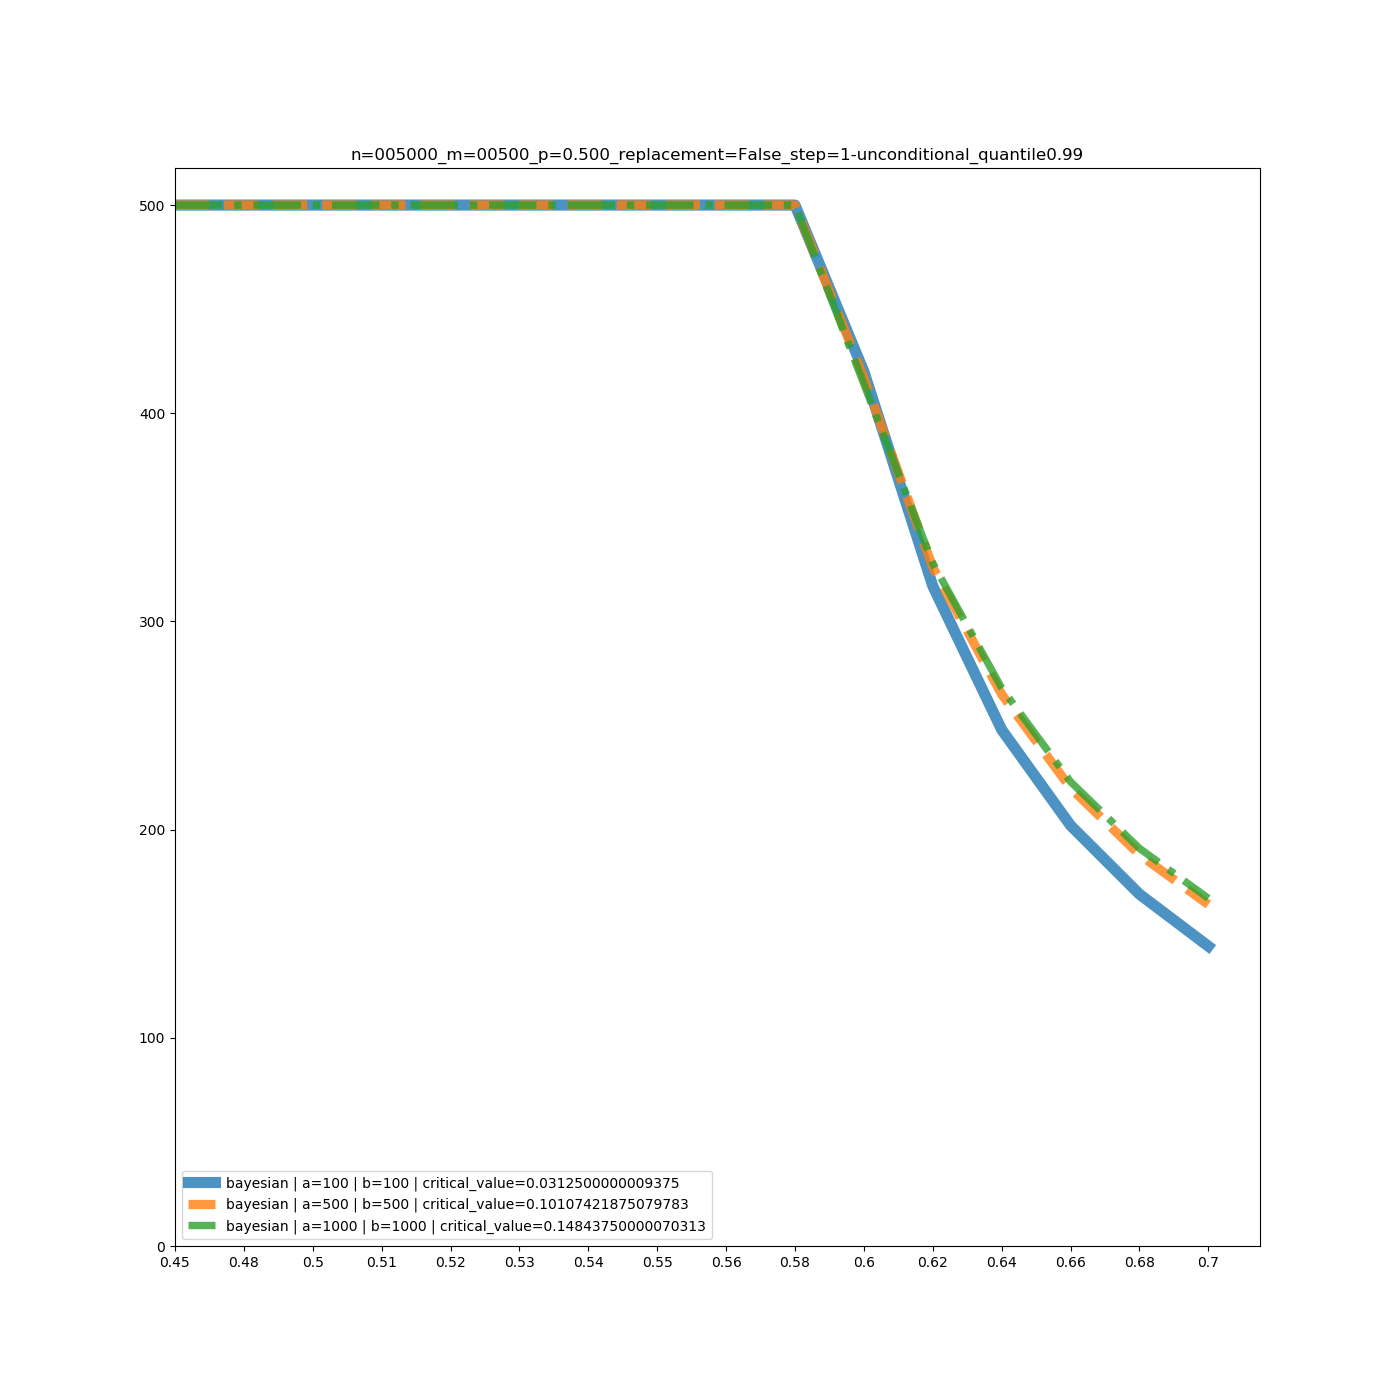 n=005000_m=00500_p=0.500_replacement=False_step=1-unconditional_quantile0.99
500
400
300
200
100
0
bayesian | a=100 | b=100 | critical_value=0.0312500000009375
bayesian | a=500 | b=500 | critical_value=0.10107421875079783
bayesian | a=1000 | b=1000 | critical_value=0.14843750000070313
0.45 0.48 0.5 0.51 0.52 0.53 0.54 0.55 0.56 0.58 0.6 0.62 0.64 0.66 0.68 0.7